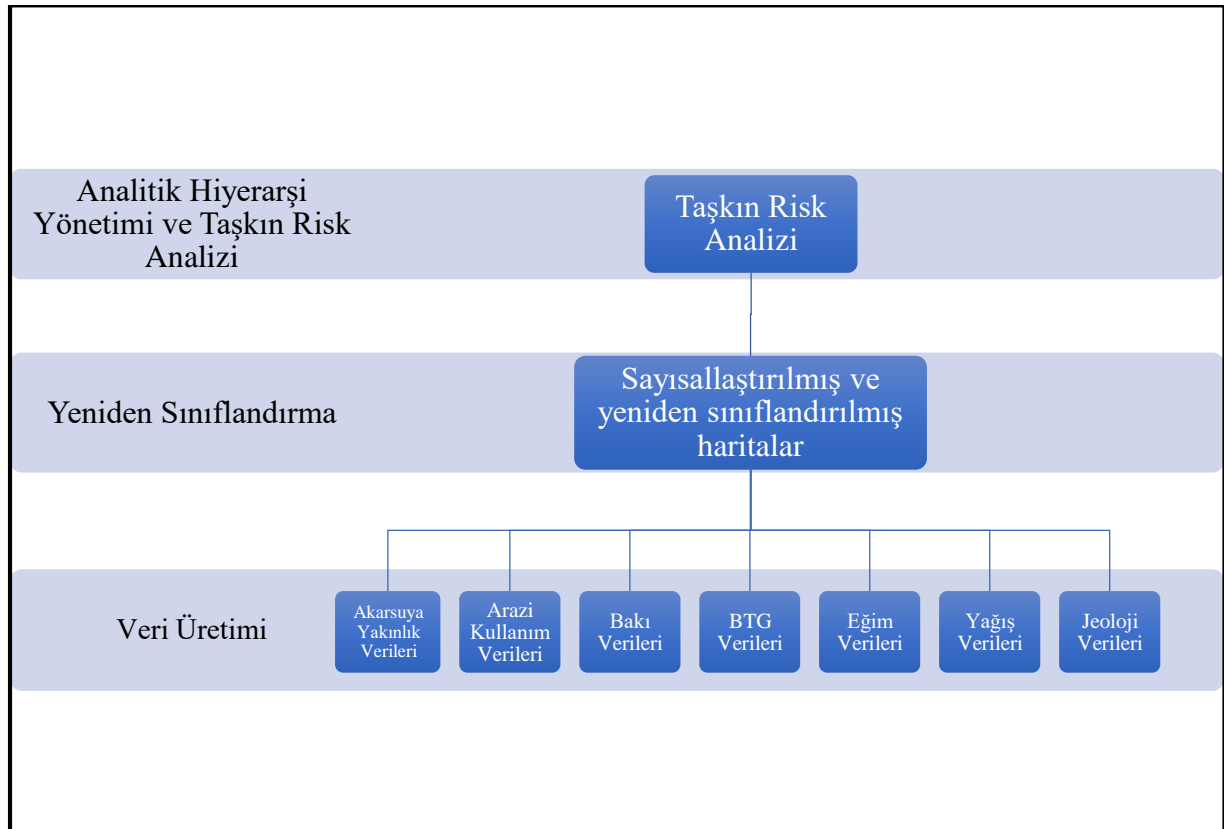 Analitik Hiyerarşi
Yönetimi ve Taşkın Risk
Analizi
Taşkın Risk
Analizi
Yeniden Sınıflandırma
Sayısallaştırılmış ve
yeniden sınıflandırılmış
haritalar
Veri Üretimi
Akarsuya
Yakınlık
Verileri
Arazi
Kullanım
Verileri
Bakı
Verileri
BTG
Verileri
Eğim
Verileri
Yağış
Verileri
Jeoloji
Verileri